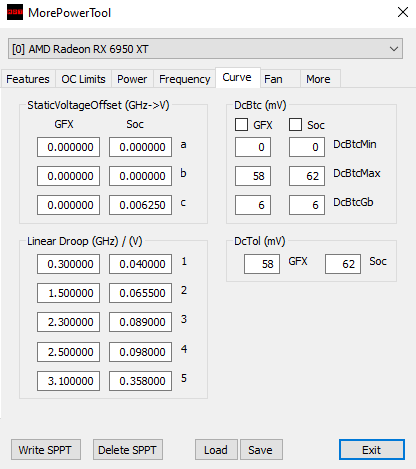 MorePowerTool
[0] AMD Radeon RX 6950 XT
Features OC Limits Power Frequency Curve Fan More
StaticVoltageOffset (GHz->V)
GFX Soc
0.000000 0.000000 a
0.000000 0.000000 b
0.000000 0.006250 c
DcBtc (mV)
GFX Soc
0 0 DcBtcMin
58 62 DcBtcMax
6 6 DcBtcGb
Linear Droop (GHz) / (V)
0.300000 0.040000 1
1.500000 0.065500 2
2.300000 0.089000 3
2.500000 0.098000 4
3.100000 0.358000 5
DcTol (mV)
58 GFX 62 Soc
Write SPPT Delete SPPT Load Save Exit